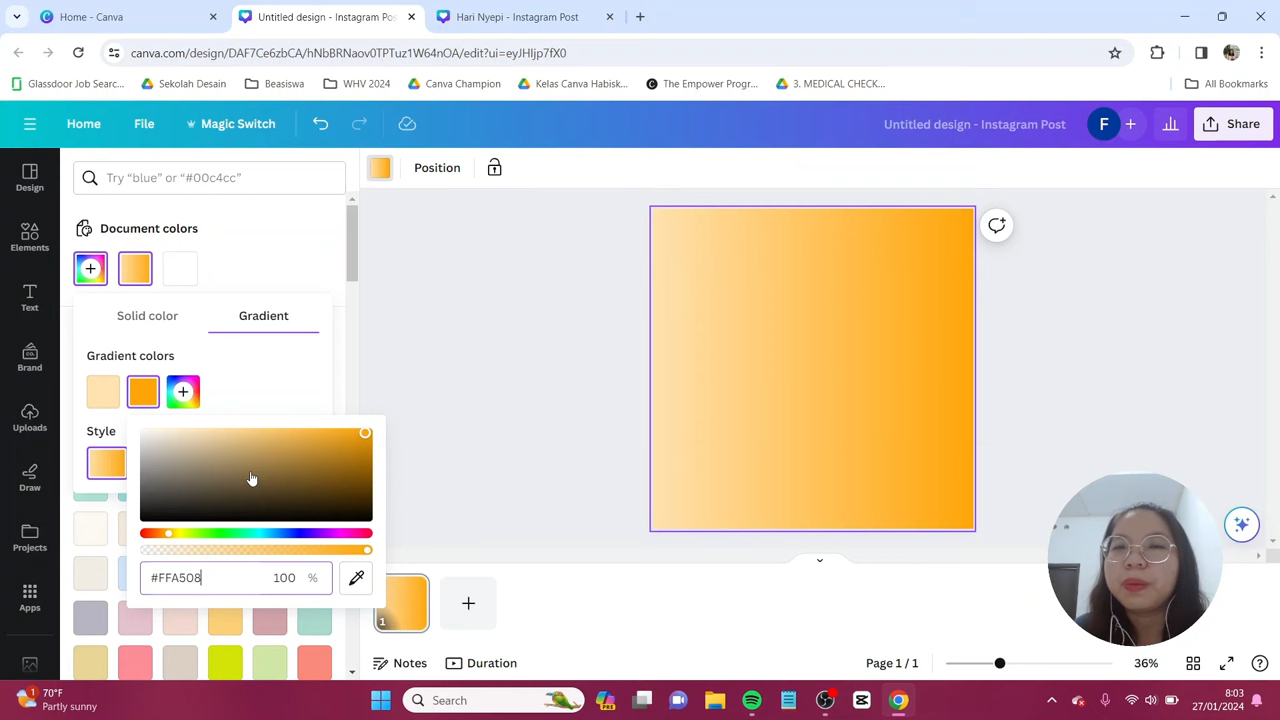 Home - Canva
Untitled design - Instagram Pos
Hari Nyepi - Instagram Post
canva.com/design/DAF7Ce6zbCA/hNbBRNaov0TPTuz1W64nOA/edit?ui=eyJHIjp7fX0
Glassdoor Job Searc...
Sekolah Desain
Beasiswa
WHV 2024
Canva Champion
Kelas Canva Habisk...
The Empower Progr...
3. MEDICAL CHECK...
All Bookmarks
Home
File
Magic Switch
Untitled design - Instagram Post
F
Share
Design
Elements
Text
Brand
Uploads
Draw
Projects
Apps
Try “blue” or “#00c4cc”
Document colors
Solid color
Gradient
Gradient colors
Style
#FFA508
100 %
Position
1
Notes
Duration
Page 1 / 1
36%
1
70°F
Partly sunny
Search
PRE
8:03
27/01/2024